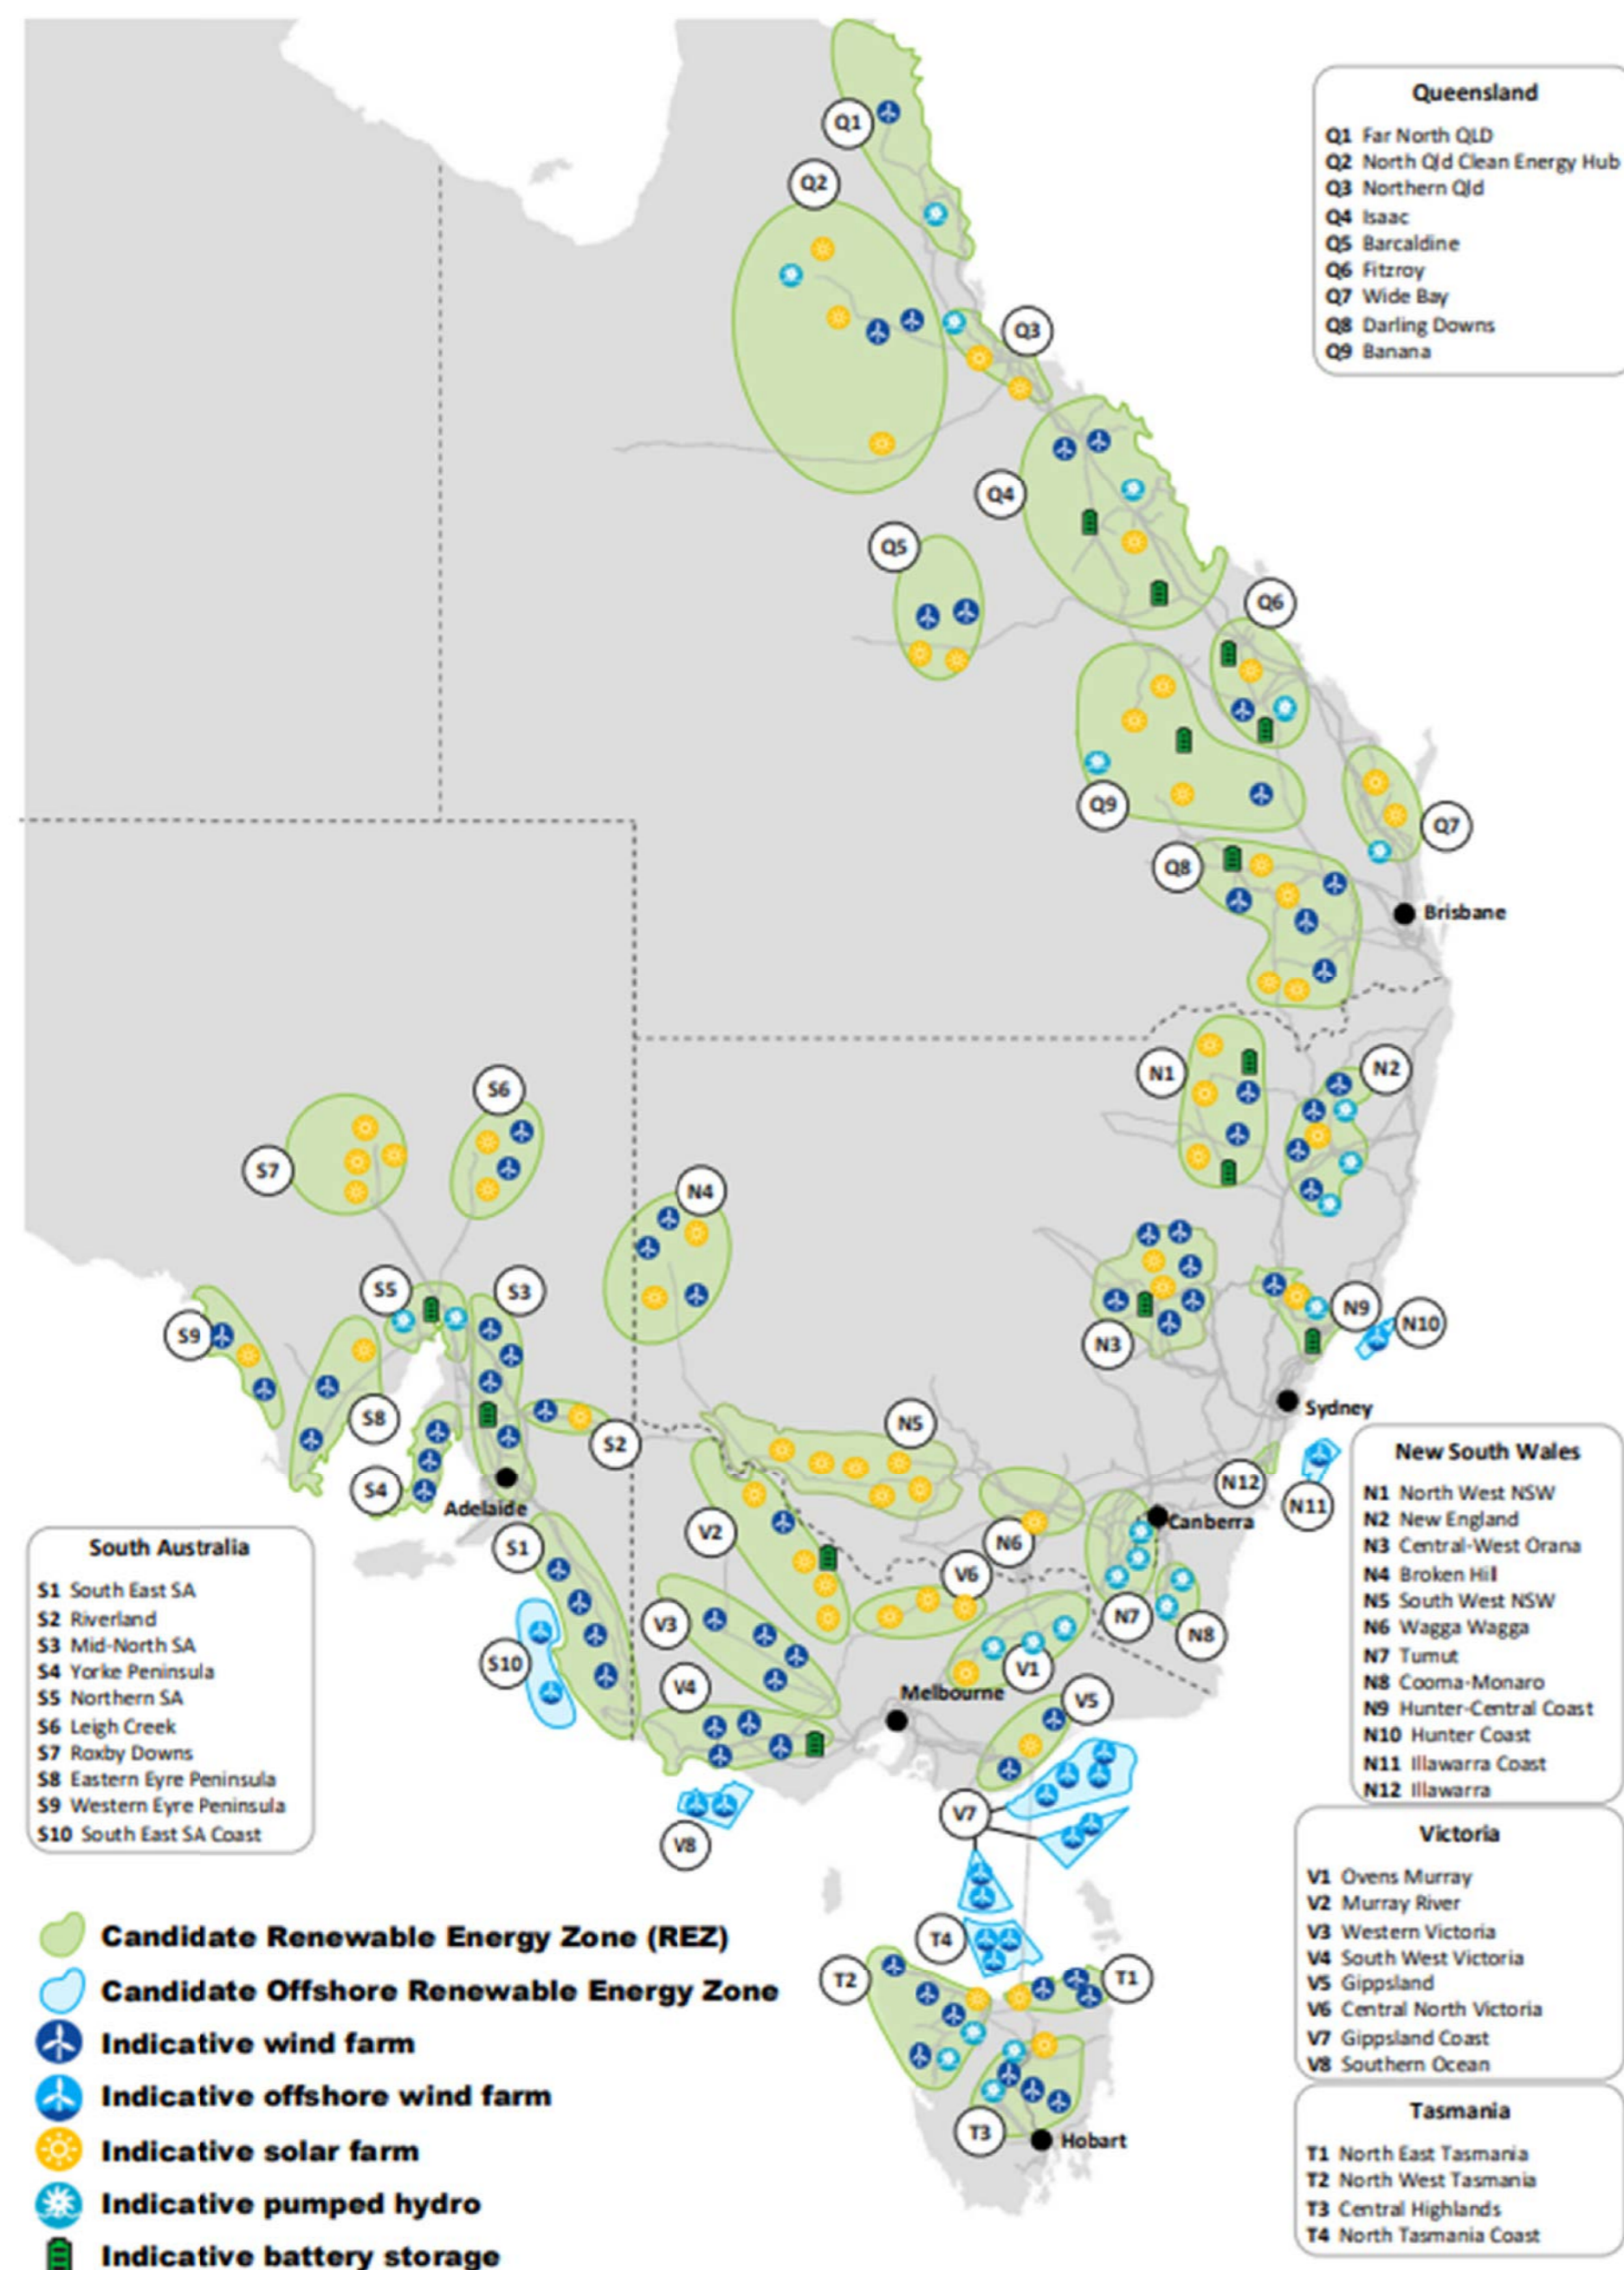 Queensland
Q1 Far North QLD
Q2 North Qld Clean Energy Hub
Q3 Northern Qld
Q4 Isaac
Q5 Barcaldine
Q6 Fitzroy
Q7 Wide Bay
Q8 Darling Downs
Q9 Banana
Q1
Q2
Q3
Q4
Q5
Q6
Q9
Q7
Q8
Brisbane
N1
N2
S6
S7
N4
S5
S3
S9
N9
N10
N3
Sydney
S8
S2
N5
S4
Adelaide
N12
N11
Canberra
S1
V2
N6
V6
V3
N7
N8
S10
V1
V4
Melbourne
V5
V7
V8
T4
T2
T1
T3
Hobart
South Australia
S1 South East SA
S2 Riverland
S3 Mid-North SA
S4 Yorke Peninsula
S5 Northern SA
S6 Leigh Creek
S7 Roxby Downs
S8 Eastern Eyre Peninsula
S9 Western Eyre Peninsula
S10 South East SA Coast
New South Wales
N1 North West NSW
N2 New England
N3 Central-West Orana
N4 Broken Hill
N5 South West NSW
N6 Wagga Wagga
N7 Tumut
N8 Cooma-Monaro
N9 Hunter-Central Coast
N10 Hunter Coast
N11 Illawarra Coast
N12 Illawarra
Victoria
V1 Ovens Murray
V2 Murray River
V3 Western Victoria
V4 South West Victoria
V5 Gippsland
V6 Central North Victoria
V7 Gippsland Coast
V8 Southern Ocean
Tasmania
T1 North East Tasmania
T2 North West Tasmania
T3 Central Highlands
T4 North Tasmania Coast
Candidate Renewable Energy Zone (REZ)
Candidate Offshore Renewable Energy Zone
Indicative wind farm
Indicative offshore wind farm
Indicative solar farm
Indicative pumped hydro
Indicative battery storage